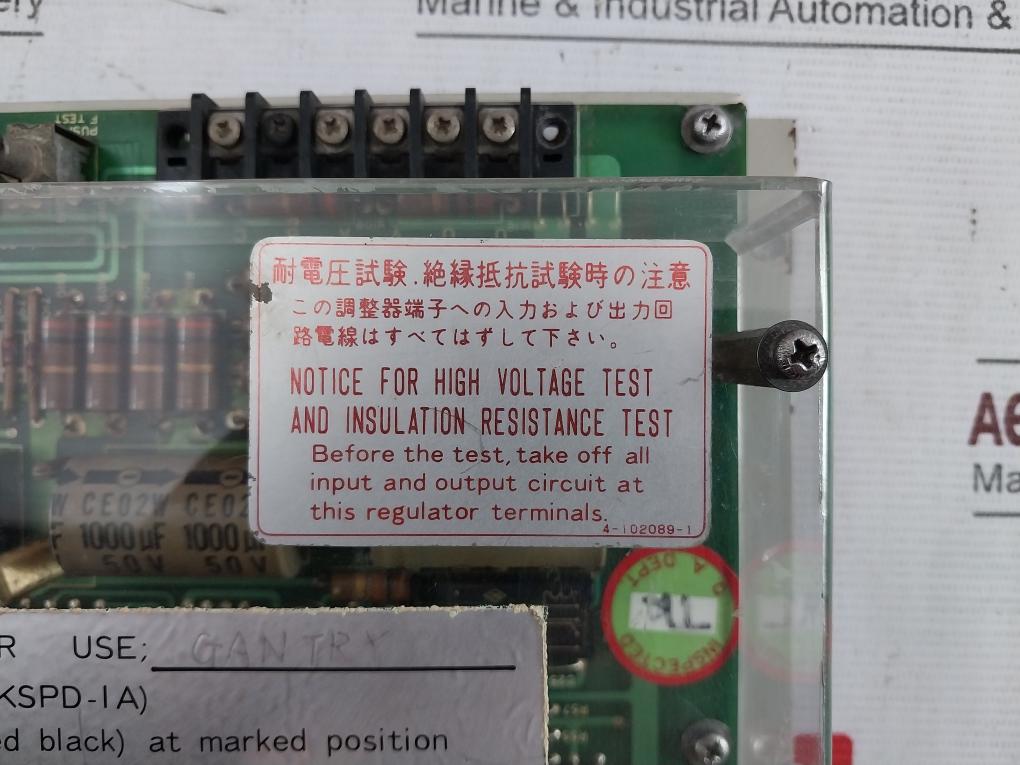 Marine & Industrial Automation &
F TEST
耐電圧試験.絶縁抵抗試験時の注意
この調整器端子への入力および出力回
路電線はすべてはずして下さい。
NOTICE FOR HIGH VOLTAGE TEST
AND INSULATION RESISTANCE TEST
Before the test, take off all
input and output circuit at
this regulator terminals.
4-102089-1
W CE02W CE02
1000µF 1000µ
50V 50V
INSPECTED
Q A DEPT
USE; GANTRY
KSPD-1A)
black) at marked position